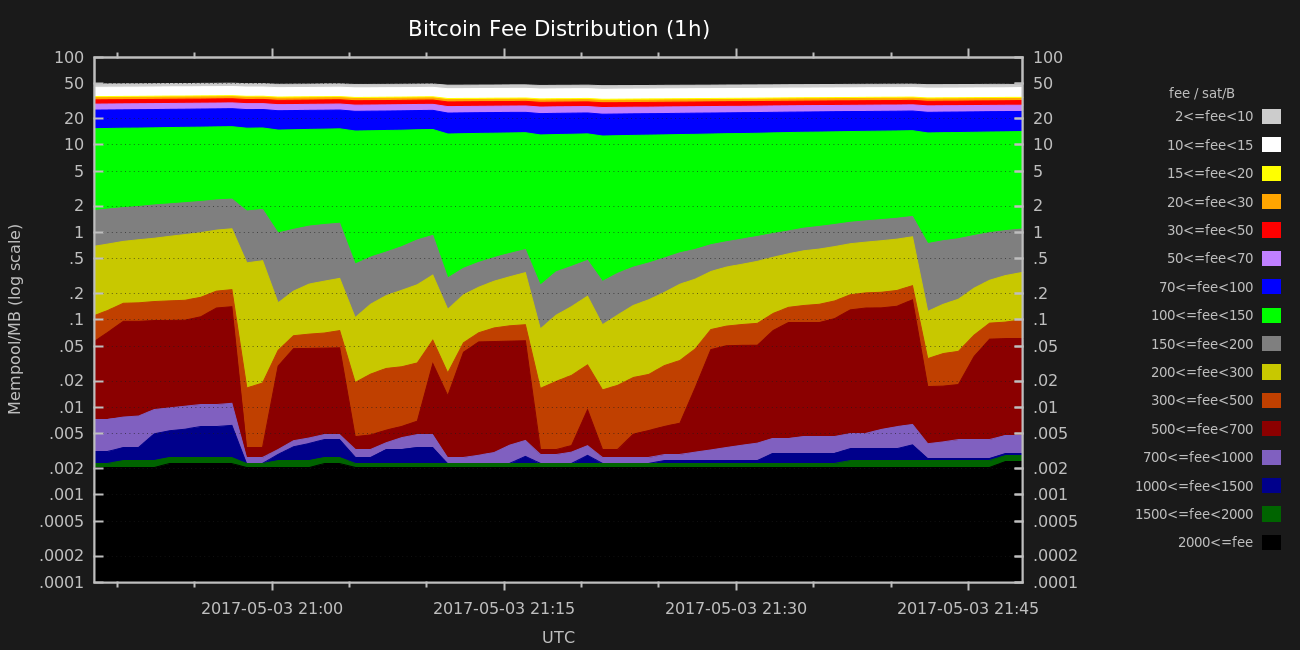 Bitcoin Fee Distribution (1h)
100
50
20
10
5
2
1
.5
.2
.1
.05
.02
.01
.005
.002
.001
.0005
.0002
.0001
Mempool/MB (log scale)
100
50
20
10
5
2
1
.5
.2
.1
.05
.02
.01
.005
.002
.001
.0005
.0002
.0001
fee / sat/B
2<=fee<10
10<=fee<15
15<=fee<20
20<=fee<30
30<=fee<50
50<=fee<70
70<=fee<100
100<=fee<150
150<=fee<200
200<=fee<300
300<=fee<500
500<=fee<700
700<=fee<1000
1000<=fee<1500
1500<=fee<2000
2000<=fee
2017-05-03 21:00 2017-05-03 21:15 2017-05-03 21:30 2017-05-03 21:45
UTC